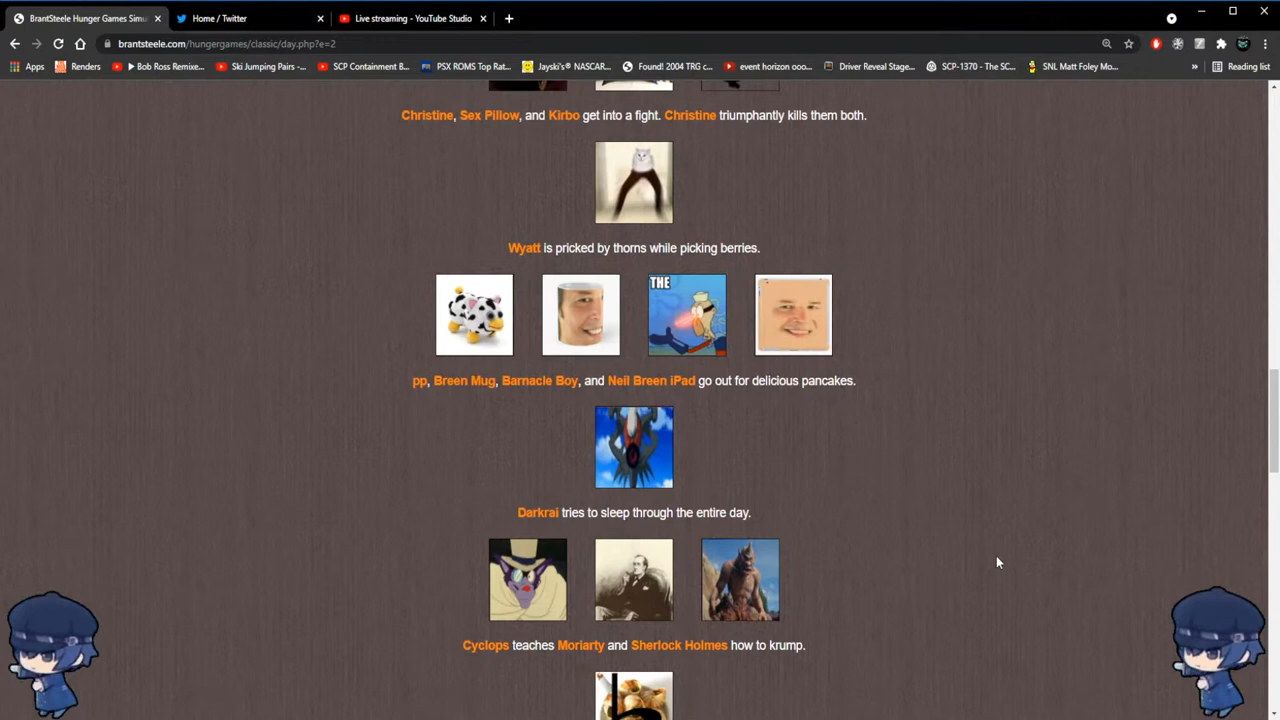 BrantSteele Hunger Games Simu
Home / Twitter
Live streaming - YouTube Studio
brantsteele.com/hungergames/classic/day.php?e=2
Apps
Renders
Bob Ross Remixe...
Ski Jumping Pairs -...
SCP Containment B...
PSX ROMS Top Rat...
Jayski's® NASCAR...
Found! 2004 TRG c...
event horizon ooo...
Driver Reveal Stage...
SCP-1370 - The SC...
SNL Matt Foley Mo...
»
Reading list
Christine, Sex Pillow, and Kirbo get into a fight. Christine triumphantly kills them both.
Wyatt is pricked by thorns while picking berries.
THE
pp, Breen Mug, Barnacle Boy, and Neil Breen iPad go out for delicious pancakes.
Darkrai tries to sleep through the entire day.
Cyclops teaches Moriarty and Sherlock Holmes how to krump.